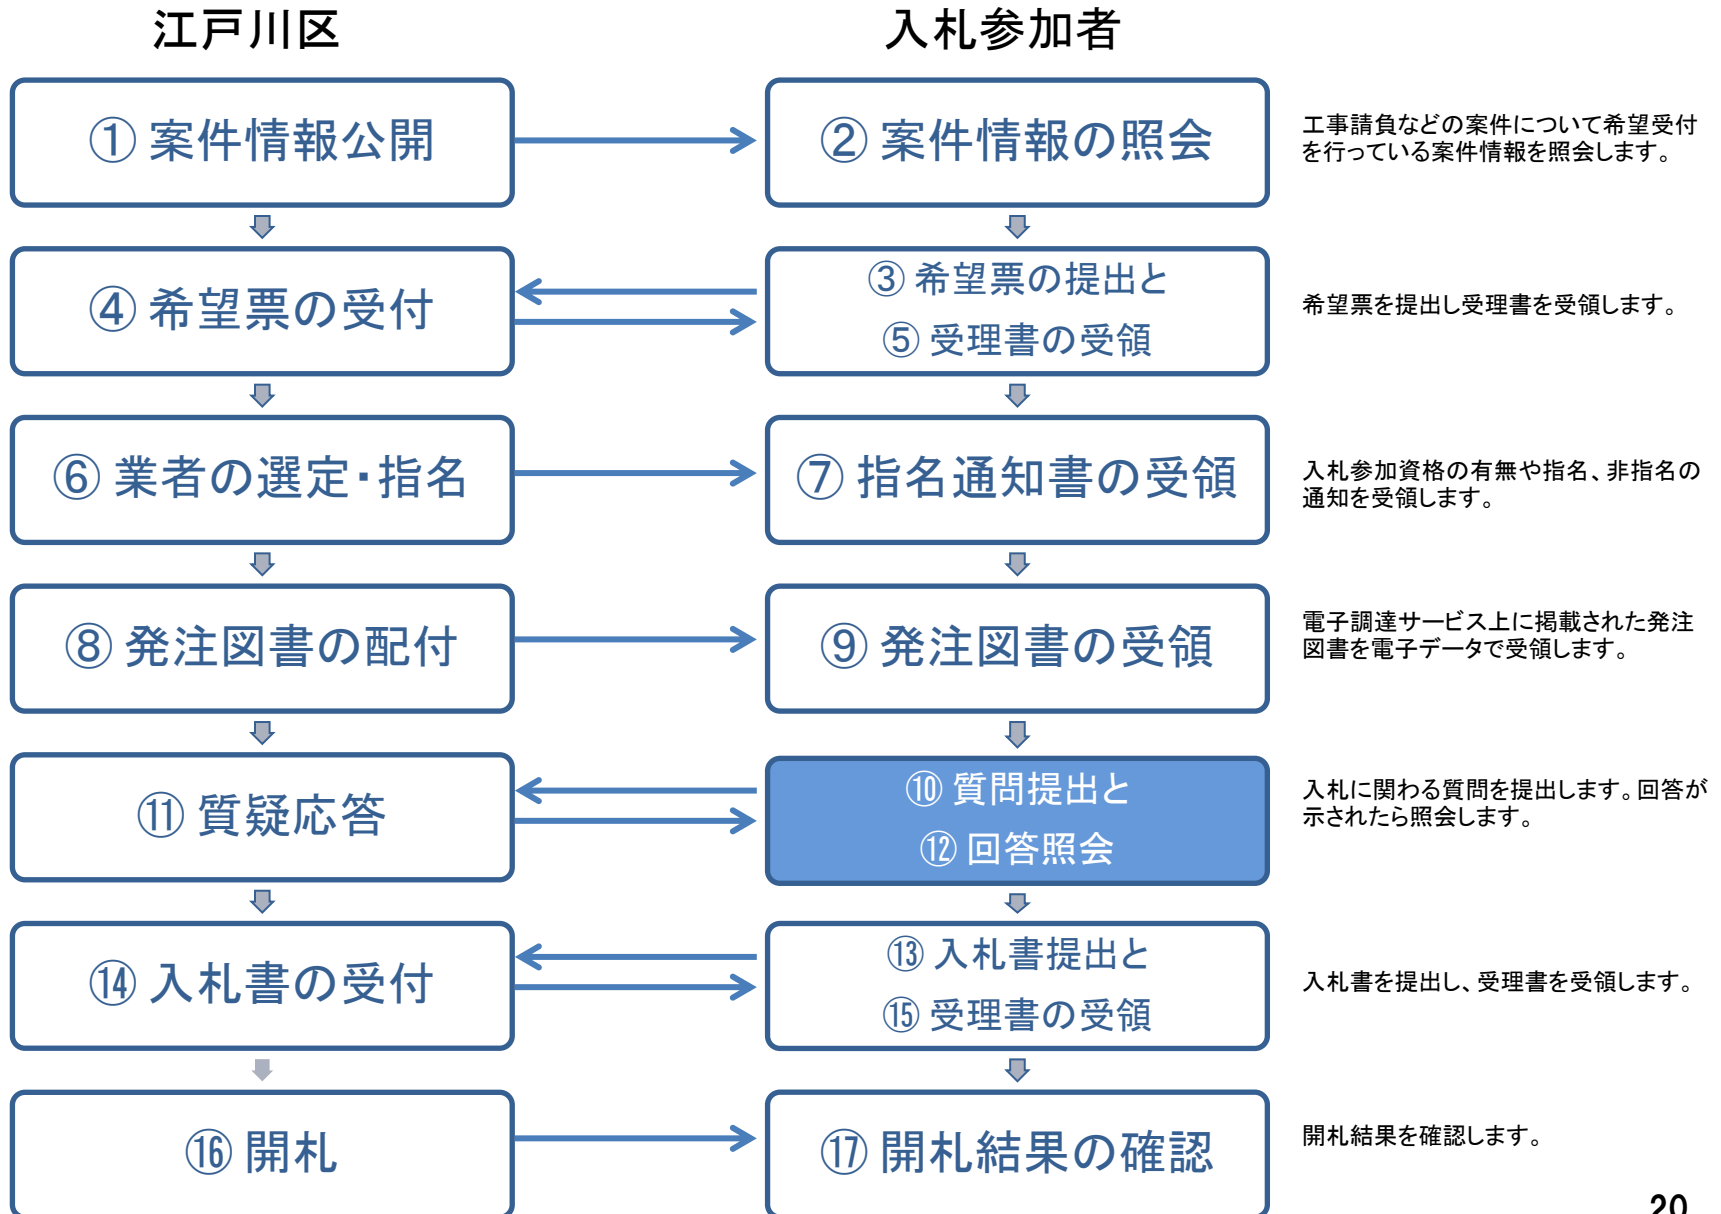 江戸川区
入札参加者
① 案件情報公開
② 案件情報の照会
工事請負などの案件について希望受付
を行っている案件情報を照会します。
④ 希望票の受付
③ 希望票の提出と
⑤ 受理書の受領
希望票を提出し受理書を受領します。
⑥ 業者の選定・指名
⑦ 指名通知書の受領
入札参加資格の有無や指名、非指名の
通知を受領します。
⑧ 発注図書の配付
⑨ 発注図書の受領
電子調達サービス上に掲載された発注
図書を電子データで受領します。
⑪ 質疑応答
⑩ 質問提出と
⑫ 回答照会
入札に関わる質問を提出します。回答が
示されたら照会します。
⑭ 入札書の受付
⑬ 入札書提出と
⑮ 受理書の受領
入札書を提出し、受理書を受領します。
⑯ 開札
⑰ 開札結果の確認
開札結果を確認します。
20